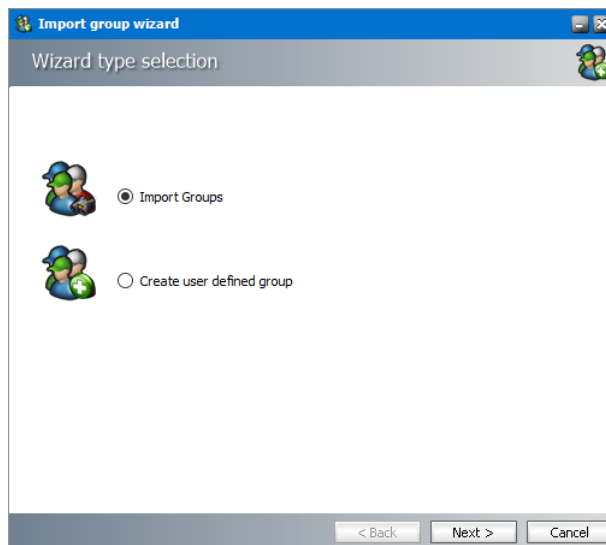 Import group wizard
Wizard type selection
Import Groups
Create user defined group
< Back Next > Cancel